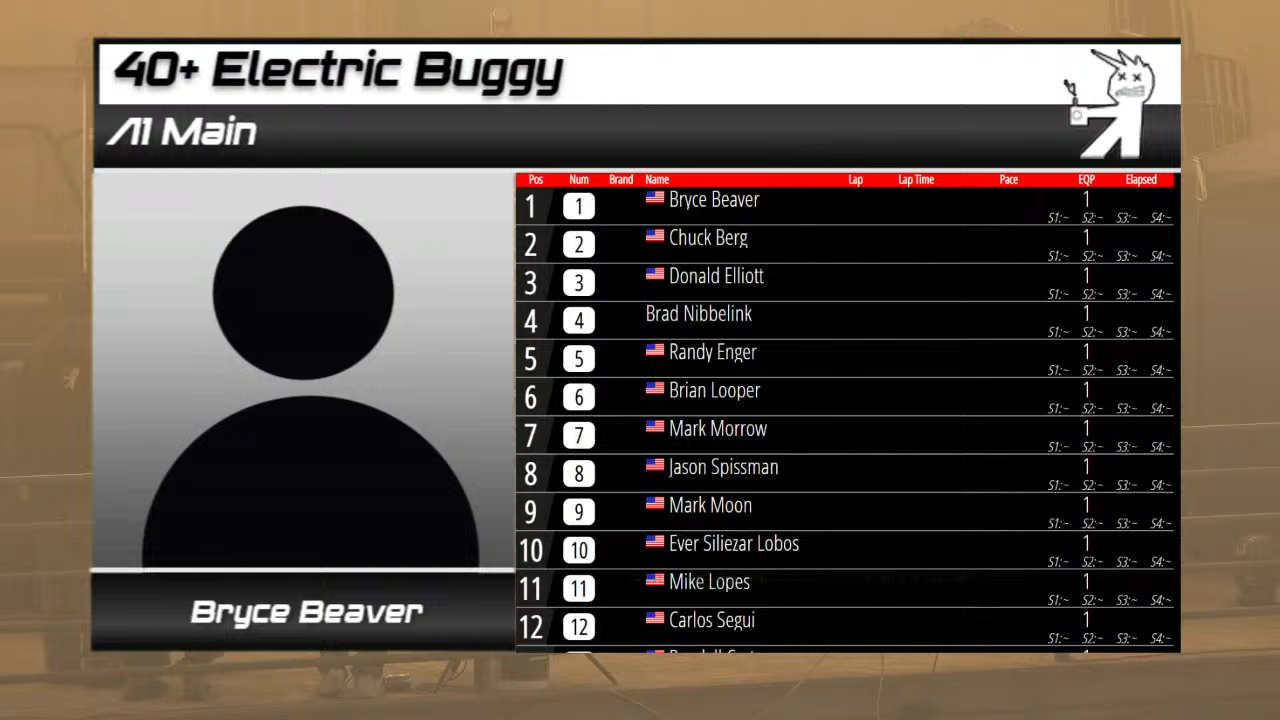 40+ Electric Buggy
A1 Main
Pos Num Brand Name Lap Lap Time Pace EQP Elapsed
1 1 Bryce Beaver 1
S1:~ S2:~ S3:~ S4:~
2 2 Chuck Berg 1
S1:~ S2:~ S3:~ S4:~
3 3 Donald Elliott 1
S1:~ S2:~ S3:~ S4:~
4 4 Brad Nibbelink 1
S1:~ S2:~ S3:~ S4:~
5 5 Randy Enger 1
S1:~ S2:~ S3:~ S4:~
6 6 Brian Looper 1
S1:~ S2:~ S3:~ S4:~
7 7 Mark Morrow 1
S1:~ S2:~ S3:~ S4:~
8 8 Jason Spissman 1
S1:~ S2:~ S3:~ S4:~
9 9 Mark Moon 1
S1:~ S2:~ S3:~ S4:~
10 10 Ever Siliezar Lobos 1
S1:~ S2:~ S3:~ S4:~
11 11 Mike Lopes 1
S1:~ S2:~ S3:~ S4:~
12 12 Carlos Segui 1
S1:~ S2:~ S3:~ S4:~
Bryce Beaver